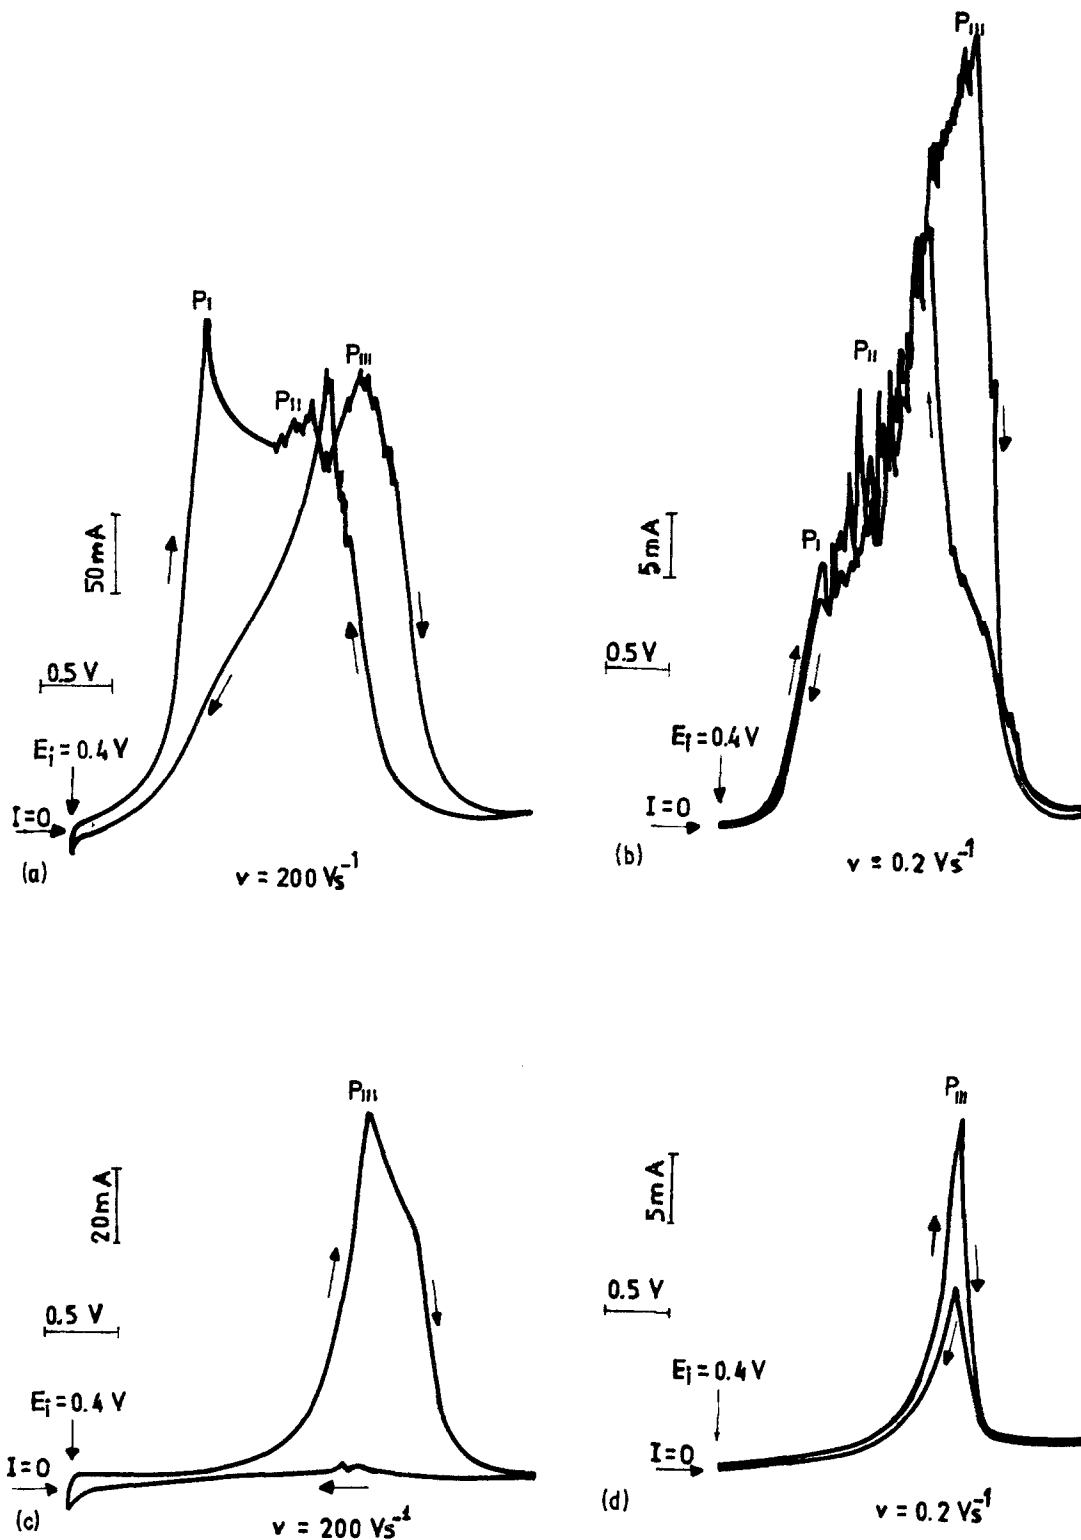 P_I
P_II
P_III
50 mA
0.5 V
E_i = 0.4 V
I=0
(a)
v = 200 Vs^-1
P_III
P_II
P_I
5 mA
0.5 V
E_i = 0.4 V
I=0
(b)
v = 0.2 Vs^-1
P_III
20 mA
0.5 V
E_i = 0.4 V
I=0
(c)
v = 200 Vs^-1
P_III
5 mA
0.5 V
E_i = 0.4 V
I=0
(d)
v = 0.2 Vs^-1